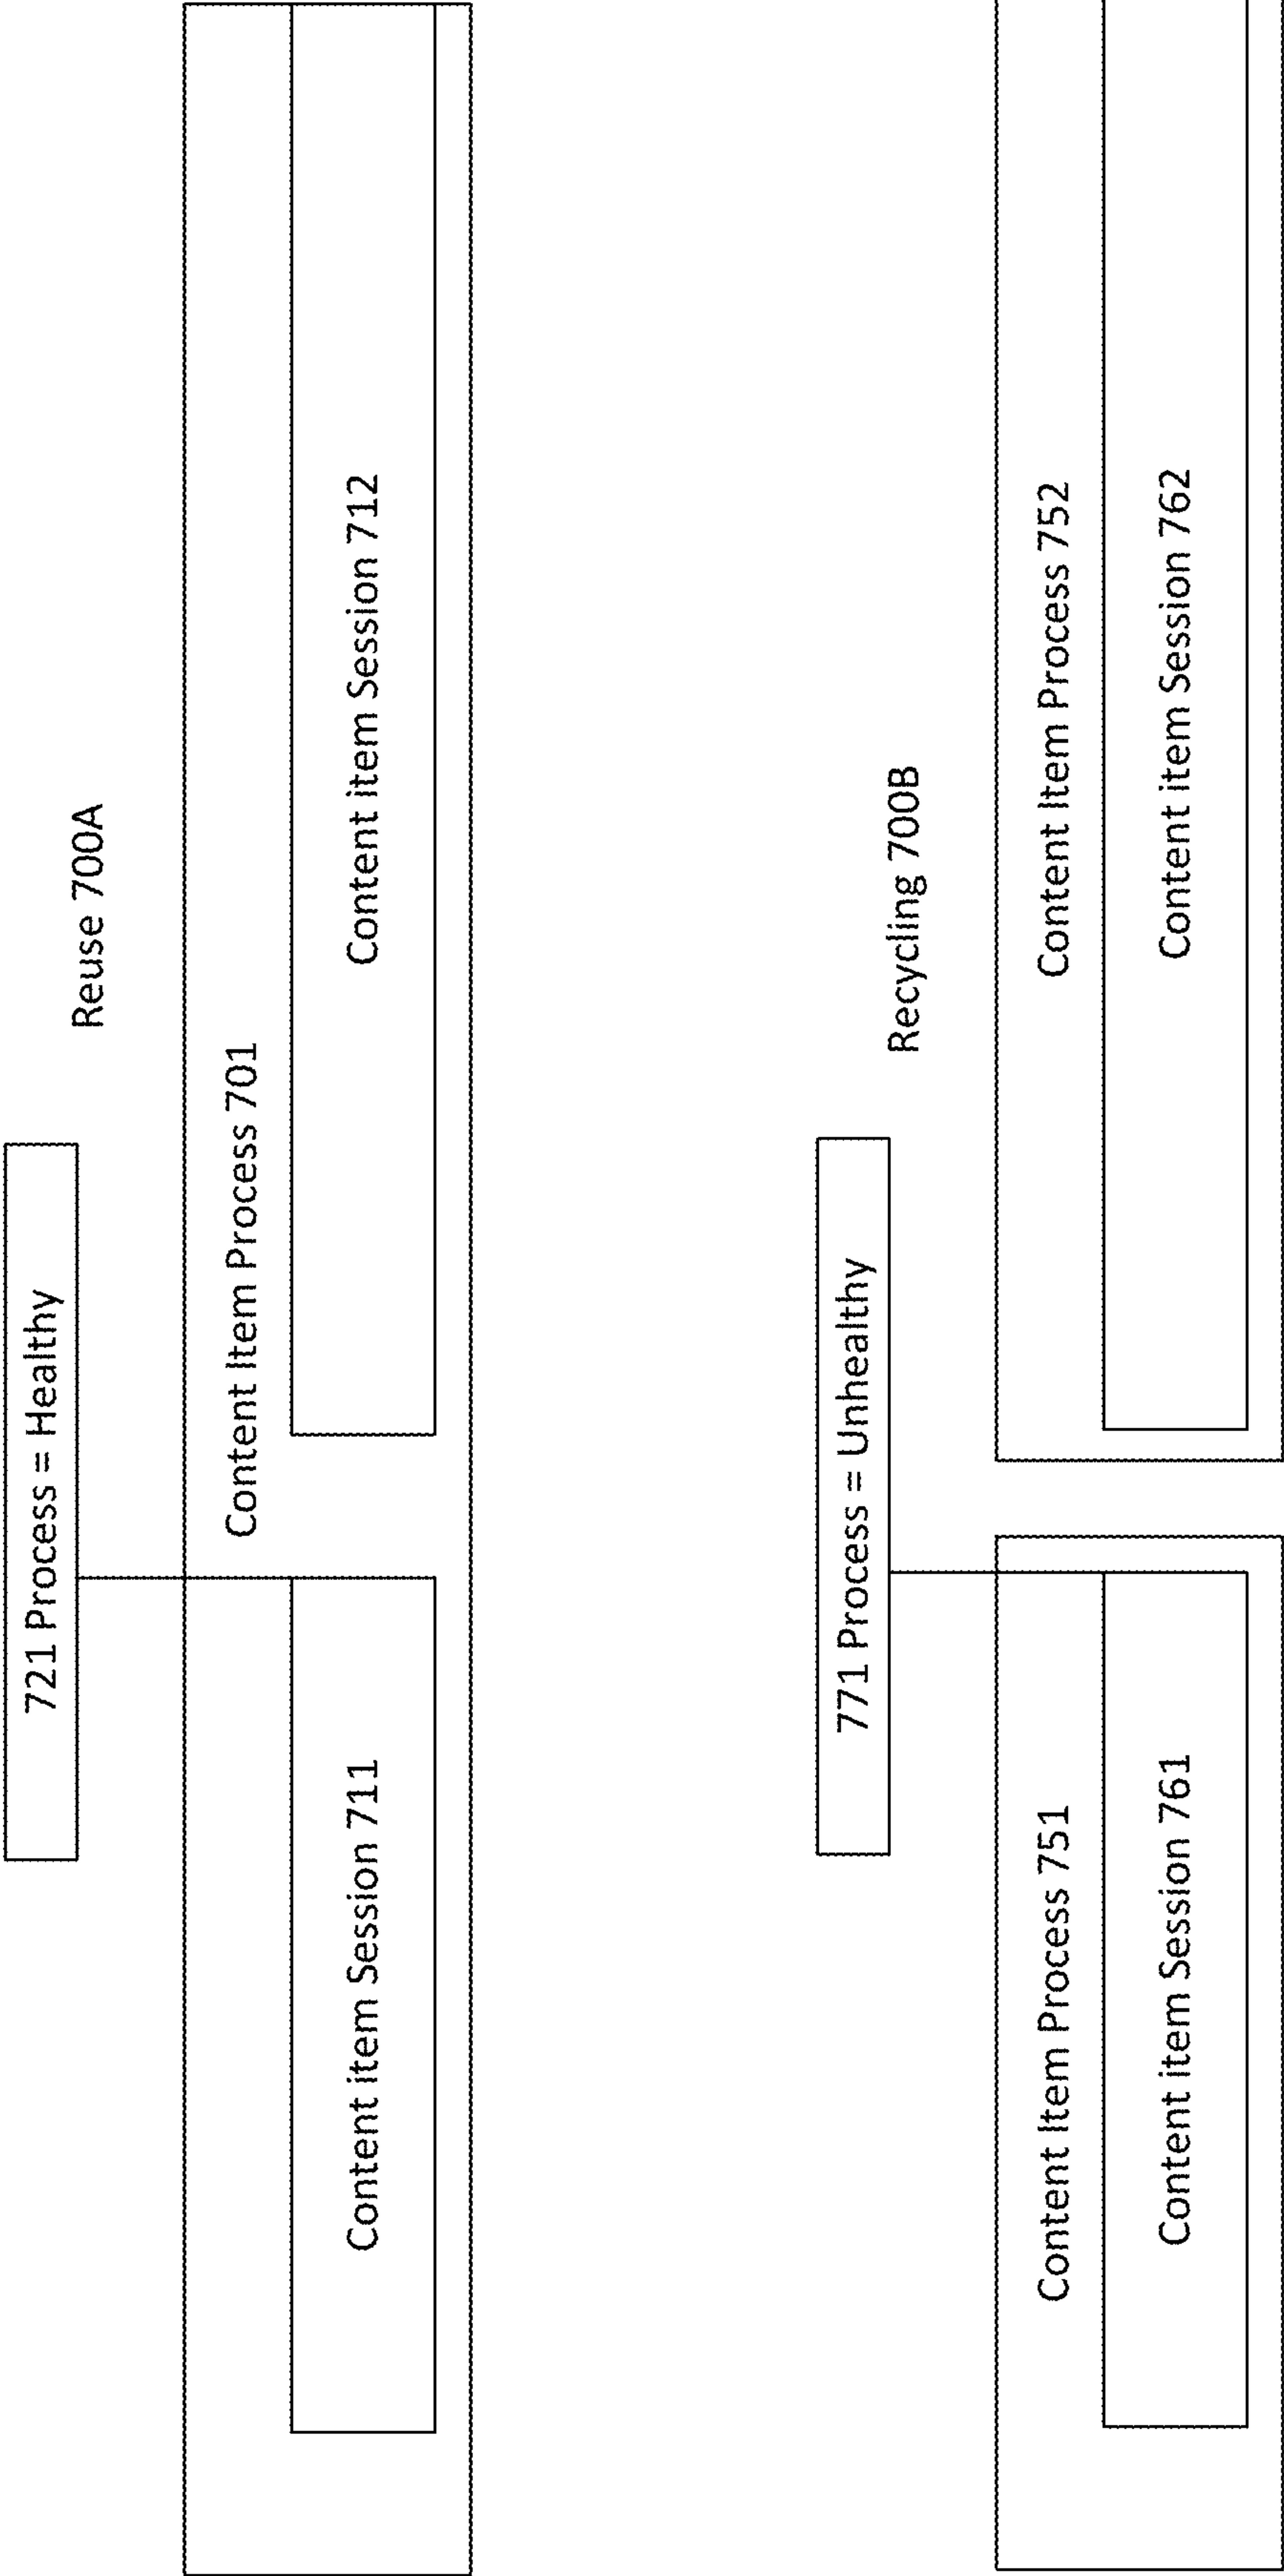 721 Process = Healthy
Reuse 700A
Content Item Process 701
Content item Session 711
Content item Session 712
771 Process = Unhealthy
Recycling 700B
Content Item Process 751
Content Item Process 752
Content item Session 761
Content item Session 762